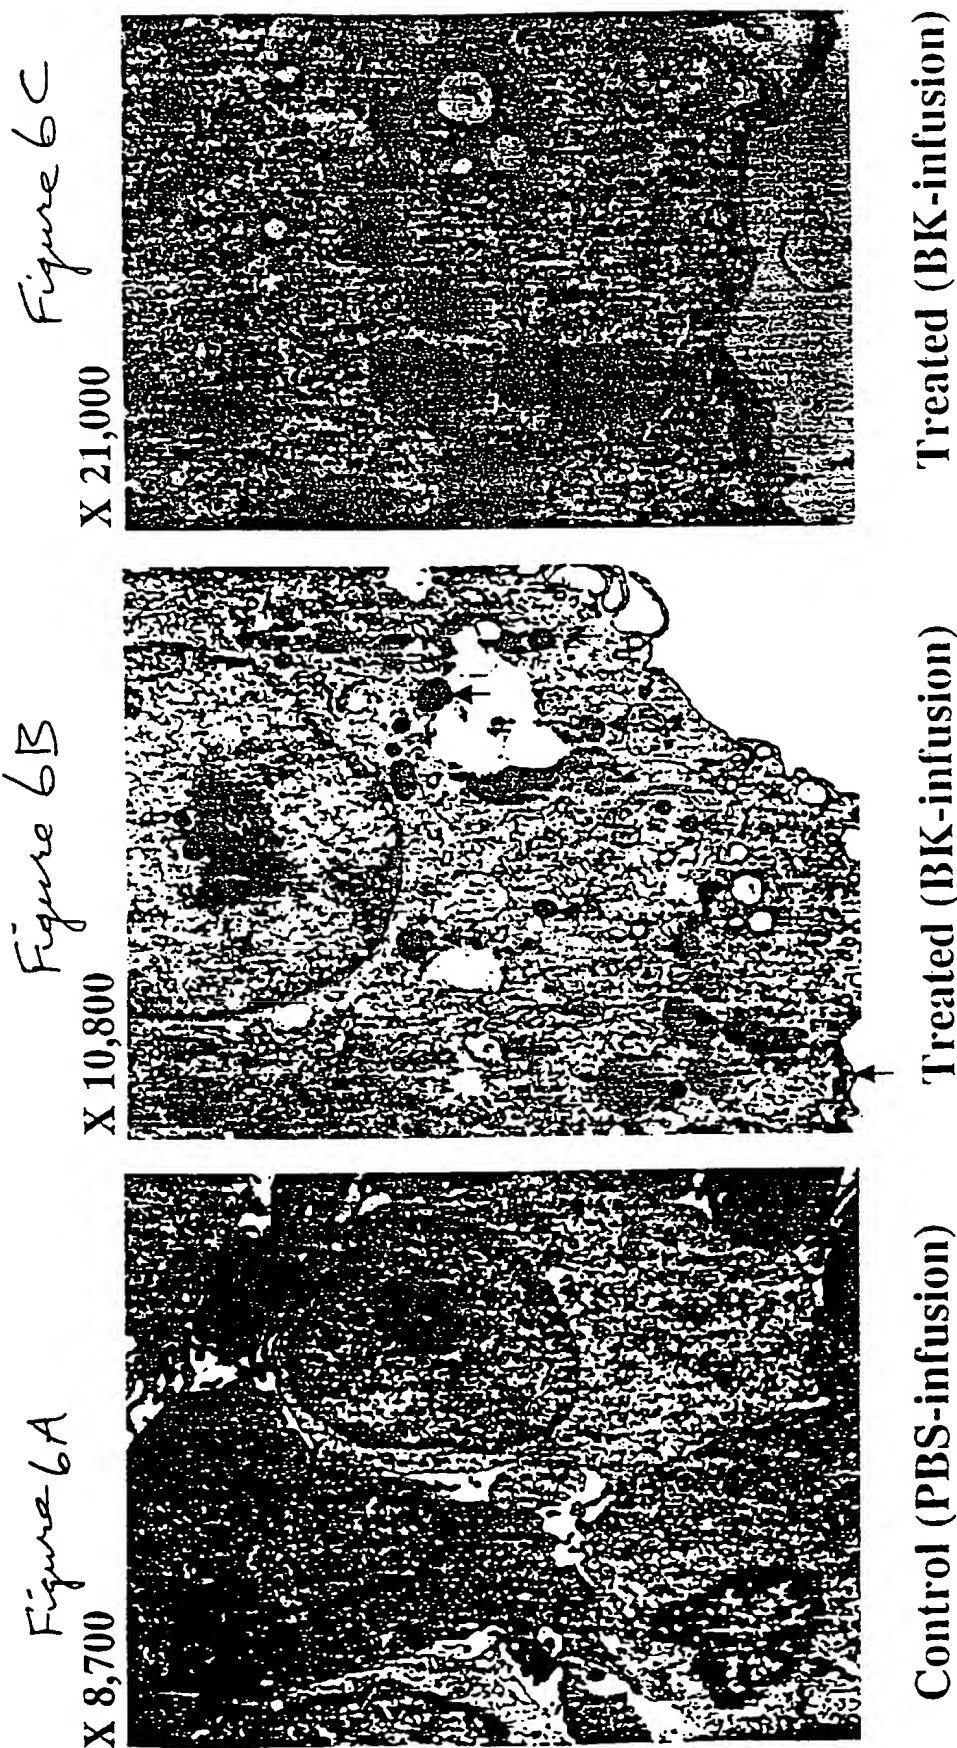 Figure 6A
X 8,700
Control (PBS-infusion)
Figure 6B
X 10,800
Treated (BK-infusion)
Figure 6C
X 21,000
Treated (BK-infusion)